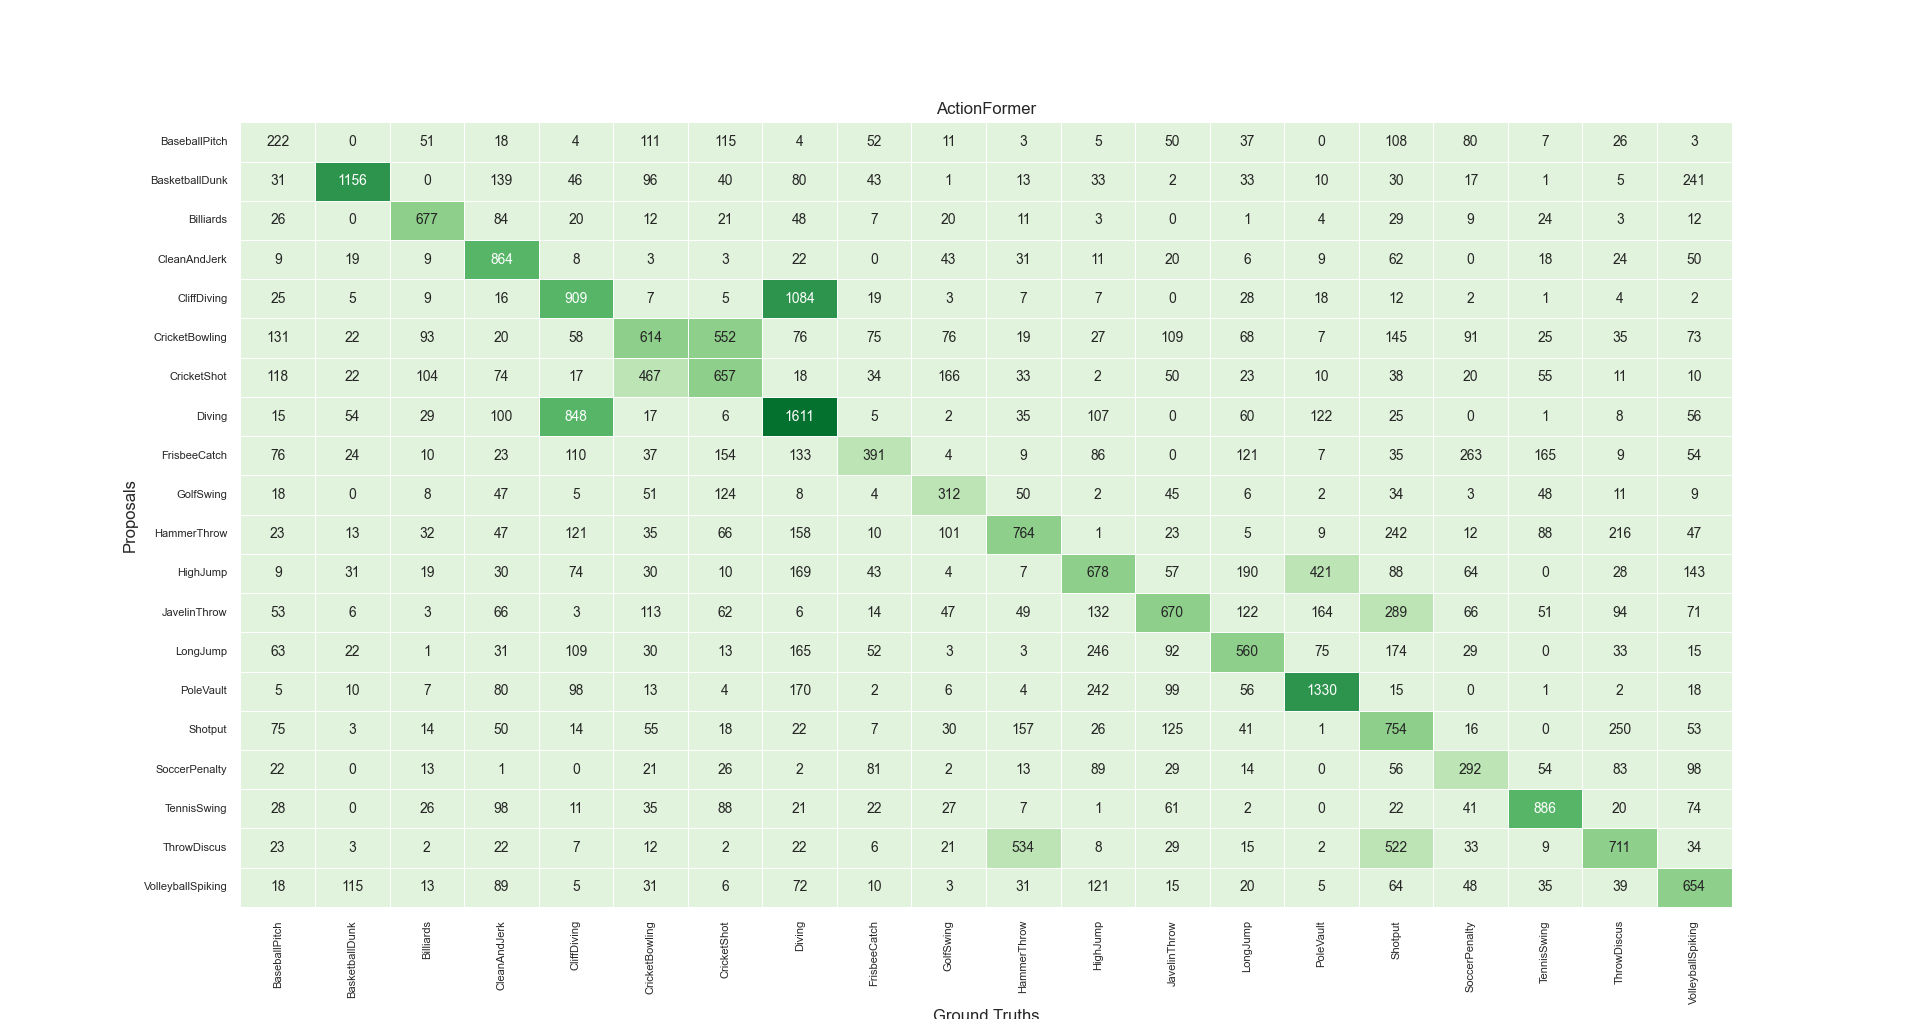 ActionFormer
BaseballPitch 222 0 51 18 4 111 115 4 52 11 3 5 50 37 0 108 80 7 26 3
BasketballDunk 31 1156 0 139 46 96 40 80 43 1 13 33 2 33 10 30 17 1 5 241
Billiards 26 0 677 84 20 12 21 48 7 20 11 3 0 1 4 29 9 24 3 12
CleanAndJerk 9 19 9 864 8 3 3 22 0 43 31 11 20 6 9 62 0 18 24 50
CliffDiving 25 5 9 16 909 7 5 1084 19 3 7 7 0 28 18 12 2 1 4 2
CricketBowling 131 22 93 20 58 614 552 76 75 76 19 27 109 68 7 145 91 25 35 73
CricketShot 118 22 104 74 17 467 657 18 34 166 33 2 50 23 10 38 20 55 11 10
Diving 15 54 29 100 848 17 6 1611 5 2 35 107 0 60 122 25 0 1 8 56
FrisbeeCatch 76 24 10 23 110 37 154 133 391 4 9 86 0 121 7 35 263 165 9 54
GolfSwing 18 0 8 47 5 51 124 8 4 312 50 2 45 6 2 34 3 48 11 9
HammerThrow 23 13 32 47 121 35 66 158 10 101 764 1 23 5 9 242 12 88 216 47
HighJump 9 31 19 30 74 30 10 169 43 4 7 678 57 190 421 88 64 0 28 143
JavelinThrow 53 6 3 66 3 113 62 6 14 47 49 132 670 122 164 289 66 51 94 71
LongJump 63 22 1 31 109 30 13 165 52 3 3 246 92 560 75 174 29 0 33 15
PoleVault 5 10 7 80 98 13 4 170 2 6 4 242 99 56 1330 15 0 1 2 18
Shotput 75 3 14 50 14 55 18 22 7 30 157 26 125 41 1 754 16 0 250 53
SoccerPenalty 22 0 13 1 0 21 26 2 81 2 13 89 29 14 0 56 292 54 83 98
TennisSwing 28 0 26 98 11 35 88 21 22 27 7 1 61 2 0 22 41 886 20 74
ThrowDiscus 23 3 2 22 7 12 2 22 6 21 534 8 29 15 2 522 33 9 711 34
VolleyballSpiking 18 115 13 89 5 31 6 72 10 3 31 121 15 20 5 64 48 35 39 654
Proposals
BaseballPitch
BasketballDunk
Billiards
CleanAndJerk
CliffDiving
CricketBowling
CricketShot
Diving
FrisbeeCatch
GolfSwing
HammerThrow
HighJump
JavelinThrow
LongJump
PoleVault
Shotput
SoccerPenalty
TennisSwing
ThrowDiscus
VolleyballSpiking
Ground Truths